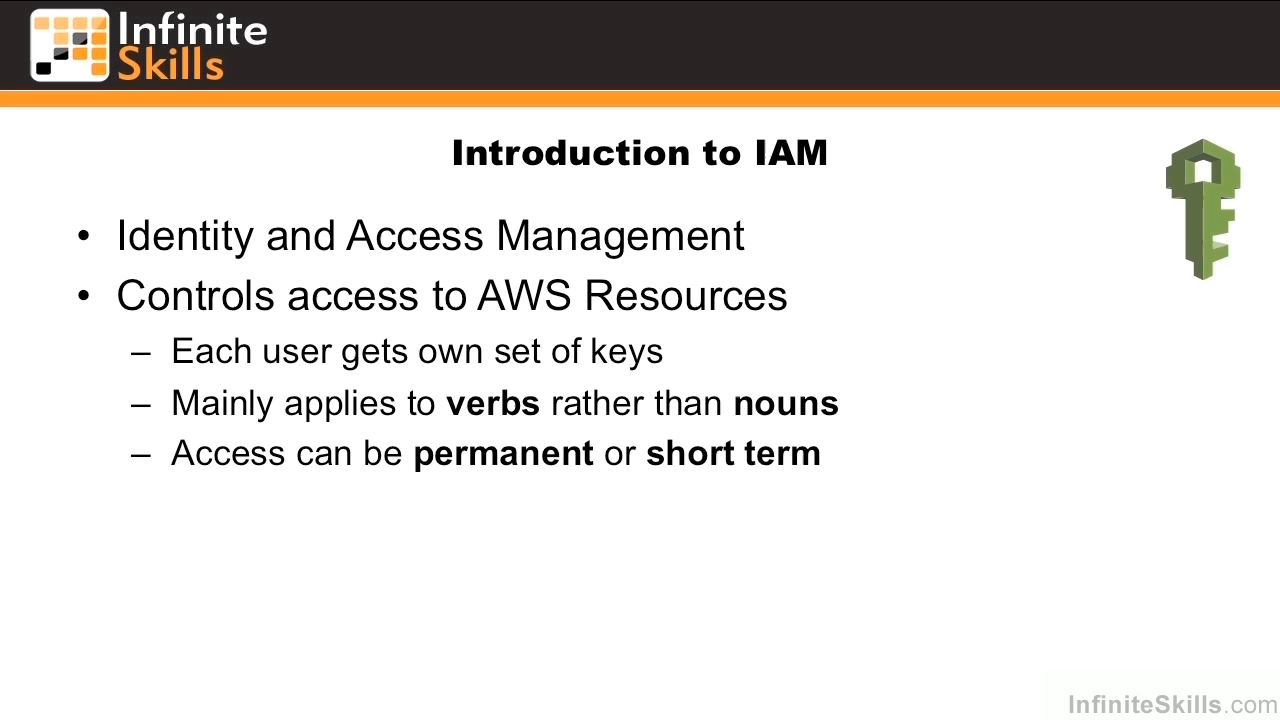 Infinite
Skills
Introduction to IAM
• Identity and Access Management
• Controls access to AWS Resources
– Each user gets own set of keys
– Mainly applies to verbs rather than nouns
– Access can be permanent or short term
InfiniteSkills.com